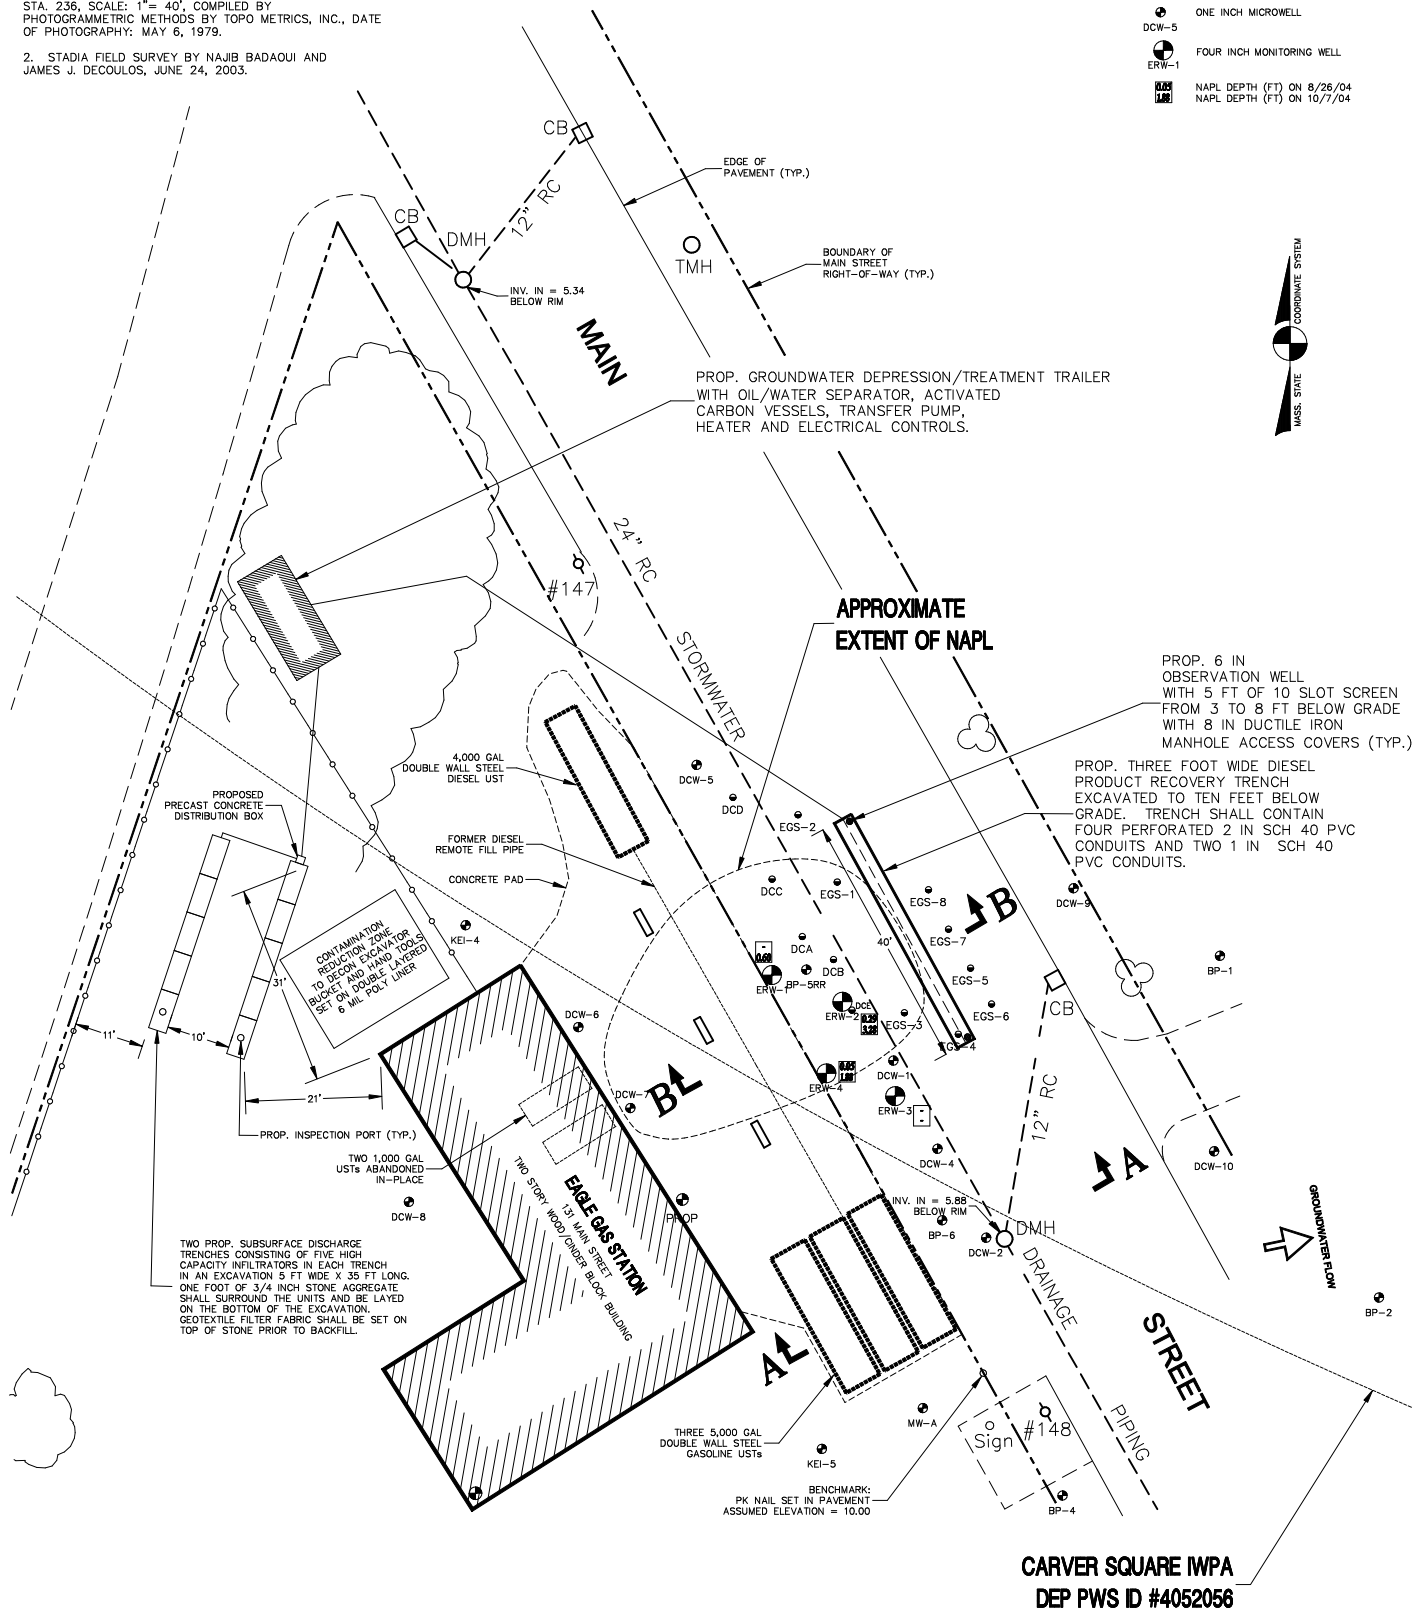 STA. 236, SCALE: 1"= 40', COMPILED BY
PHOTOGRAMMETRIC METHODS BY TOPO METRICS, INC., DATE
OF PHOTOGRAPHY: MAY 6, 1979.
2. STADIA FIELD SURVEY BY NAJIB BADAOUI AND
JAMES J. DECOULOS, JUNE 24, 2003.
DCW-5
ONE INCH MICROWELL
ERW-1
FOUR INCH MONITORING WELL
0.05
1.88
NAPL DEPTH (FT) ON 8/26/04
NAPL DEPTH (FT) ON 10/7/04
MASS. STATE COORDINATE SYSTEM
CB
12" RC
CB
DMH
TMH
EDGE OF
PAVEMENT (TYP.)
BOUNDARY OF
MAIN STREET
RIGHT-OF-WAY (TYP.)
INV. IN = 5.34
BELOW RIM
MAIN
PROP. GROUNDWATER DEPRESSION/TREATMENT TRAILER
WITH OIL/WATER SEPARATOR, ACTIVATED
CARBON VESSELS, TRANSFER PUMP,
HEATER AND ELECTRICAL CONTROLS.
24" RC
#147
STORMWATER
APPROXIMATE
EXTENT OF NAPL
PROP. 6 IN
OBSERVATION WELL
WITH 5 FT OF 10 SLOT SCREEN
FROM 3 TO 8 FT BELOW GRADE
WITH 8 IN DUCTILE IRON
MANHOLE ACCESS COVERS (TYP.)
PROP. THREE FOOT WIDE DIESEL
PRODUCT RECOVERY TRENCH
EXCAVATED TO TEN FEET BELOW
GRADE. TRENCH SHALL CONTAIN
FOUR PERFORATED 2 IN SCH 40 PVC
CONDUITS AND TWO 1 IN SCH 40
PVC CONDUITS.
4,000 GAL
DOUBLE WALL STEEL
DIESEL UST
PROPOSED
PRECAST CONCRETE
DISTRIBUTION BOX
FORMER DIESEL
REMOTE FILL PIPE
CONCRETE PAD
DCW-5
DCD
EGS-2
DCC
EGS-1
EGS-8
B
DCW-9
EGS-7
40'
DCA
DCB
BP-5RR
-
0.60
ERW-1
EGS-5
BP-1
EGS-6
CB
ERW-2
DCE
0.29
3.28
EGS-3
EGS-4
KEI-4
CONTAMINATION
REDUCTION ZONE
TO DECON EXCAVATOR
BUCKET AND HAND TOOLS
SET ON DOUBLE LAYERED
6 MIL POLY LINER
31'
11'
10'
21'
DCW-6
DCW-7
B
ERW-4
0.05
1.88
DCW-1
ERW-3
-
-
12" RC
DCW-4
A
DCW-10
PROP. INSPECTION PORT (TYP.)
TWO 1,000 GAL
USTs ABANDONED
IN-PLACE
DCW-8
EAGLE GAS STATION
131 MAIN STREET
TWO STORY WOOD/CINDER BLOCK BUILDING
PROP
INV. IN = 5.88
BELOW RIM
BP-6
DCW-2
DMH
DRAINAGE
GROUNDWATER FLOW
BP-2
TWO PROP. SUBSURFACE DISCHARGE
TRENCHES CONSISTING OF FIVE HIGH
CAPACITY INFILTRATORS IN EACH TRENCH
IN AN EXCAVATION 5 FT WIDE X 35 FT LONG.
ONE FOOT OF 3/4 INCH STONE AGGREGATE
SHALL SURROUND THE UNITS AND BE LAYED
ON THE BOTTOM OF THE EXCAVATION.
GEOTEXTILE FILTER FABRIC SHALL BE SET ON
TOP OF STONE PRIOR TO BACKFILL.
A
STREET
PIPING
MW-A
Sign
#148
THREE 5,000 GAL
DOUBLE WALL STEEL
GASOLINE USTs
KEI-5
BENCHMARK:
PK NAIL SET IN PAVEMENT
ASSUMED ELEVATION = 10.00
BP-4
CARVER SQUARE IWPA
DEP PWS ID #4052056